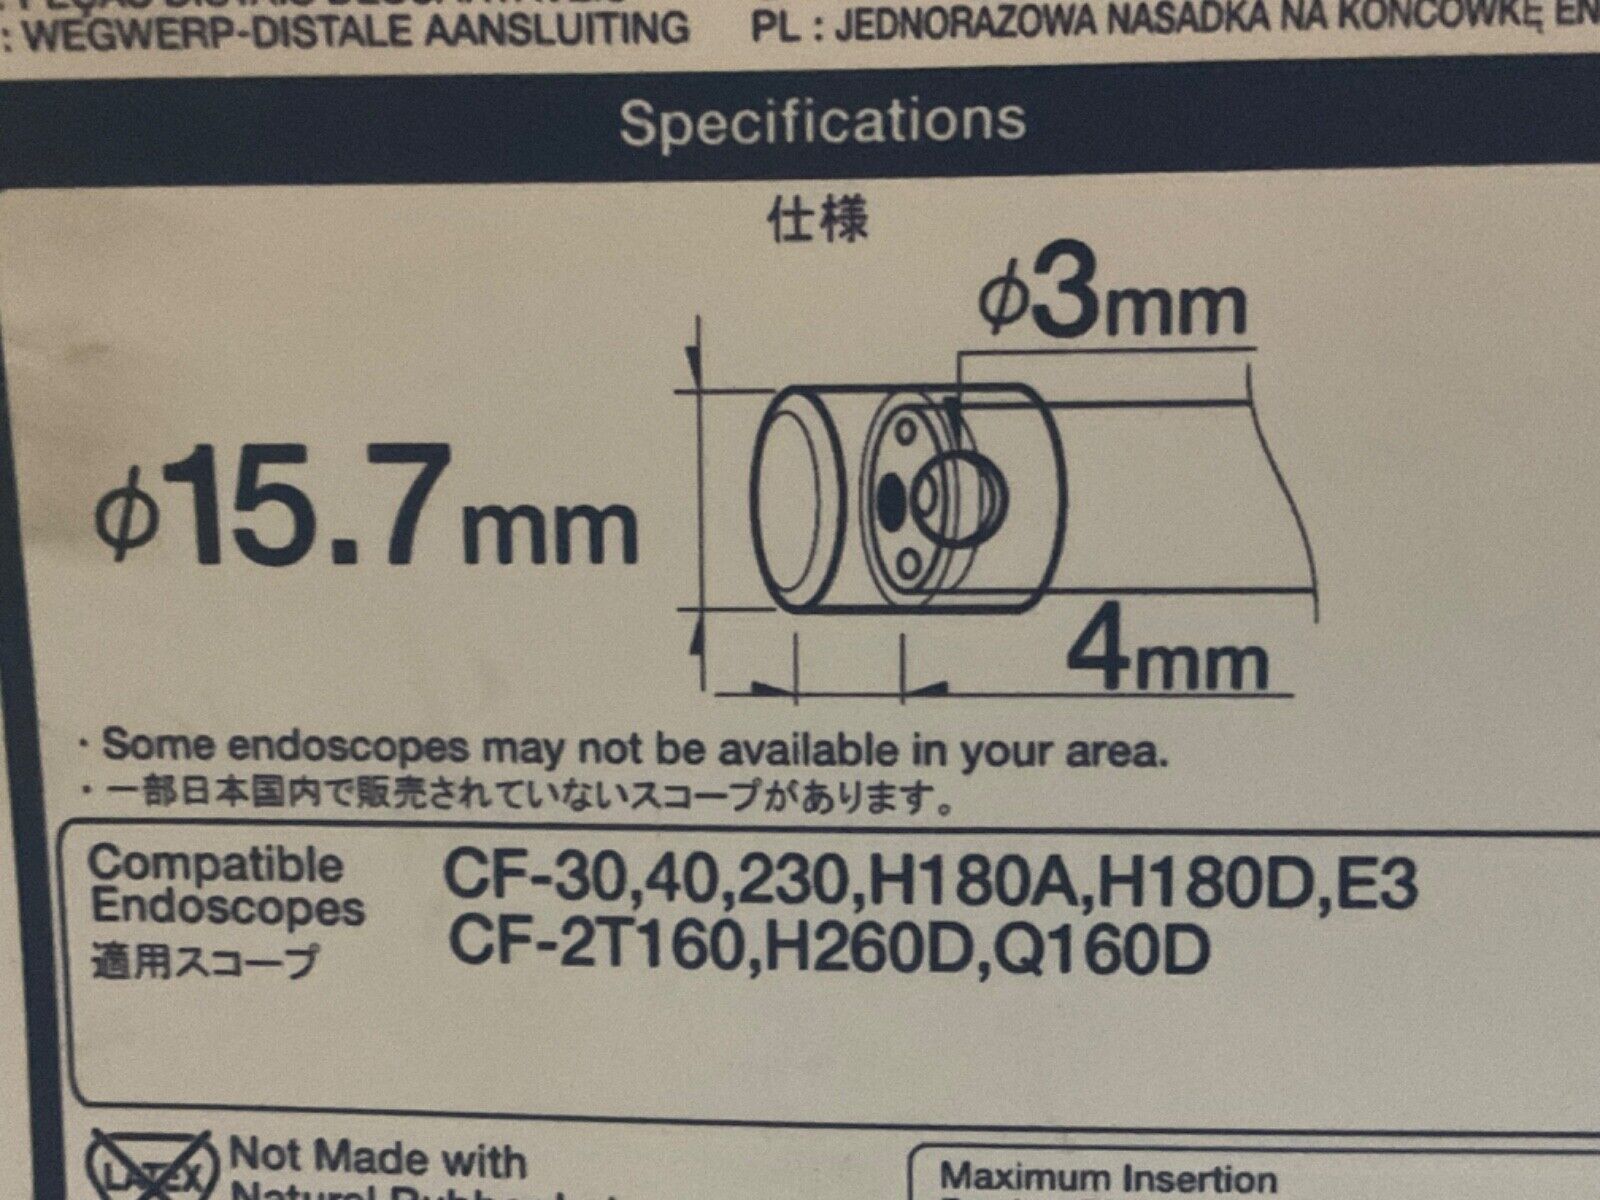 : WEGWERP-DISTALE AANSLUITING PL : JEDNORAZOWA NASADKA NA KOŃCÓWKĘ EN
Specifications
仕様
φ3mm
φ15.7mm
4mm
・Some endoscopes may not be available in your area.
・一部日本国内で販売されていないスコープがあります。
Compatible Endoscopes
適用スコープ
CF-30,40,230,H180A,H180D,E3
CF-2T160,H260D,Q160D
LATEX
Not Made with
Maximum Insertion